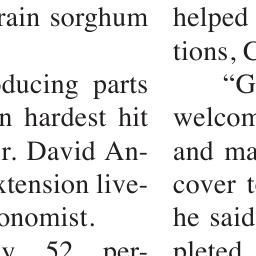 rain sorghum
oducing parts
n hardest hit
r. David An-
xtension live-
onomist.
y 52 per-
helped
tions, C
“G
welcom
and ma
cover t
he said
pleted